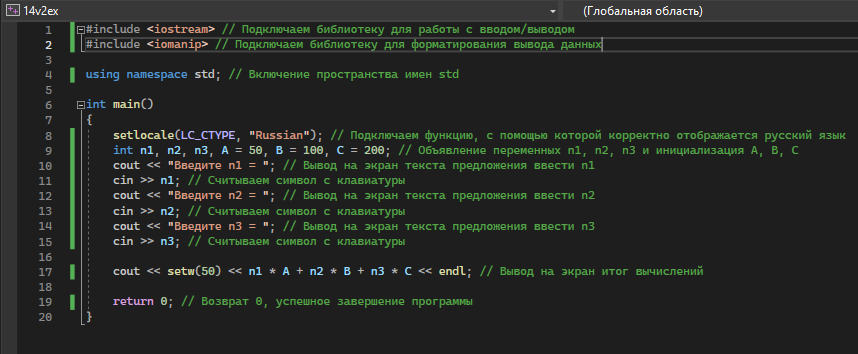 14v2ex (Глобальная область)
1 #include <iostream> // Подключаем библиотеку для работы с вводом/выводом
2 #include <iomanip> // Подключаем библиотеку для форматирования вывода данных
3
4 using namespace std; // Включение пространства имен std
5
6 int main()
7 {
8 setlocale(LC_CTYPE, "Russian"); // Подключаем функцию, с помощью которой корректно отображается русский язык
9 int n1, n2, n3, A = 50, B = 100, C = 200; // Объявление переменных n1, n2, n3 и инициализация A, B, C
10 cout << "Введите n1 = "; // Вывод на экран текста предложения ввести n1
11 cin >> n1; // Считываем символ с клавиатуры
12 cout << "Введите n2 = "; // Вывод на экран текста предложения ввести n2
13 cin >> n2; // Считываем символ с клавиатуры
14 cout << "Введите n3 = "; // Вывод на экран текста предложения ввести n3
15 cin >> n3; // Считываем символ с клавиатуры
16
17 cout << setw(50) << n1 * A + n2 * B + n3 * C << endl; // Вывод на экран итог вычислений
18
19 return 0; // Возврат 0, успешное завершение программы
20 }